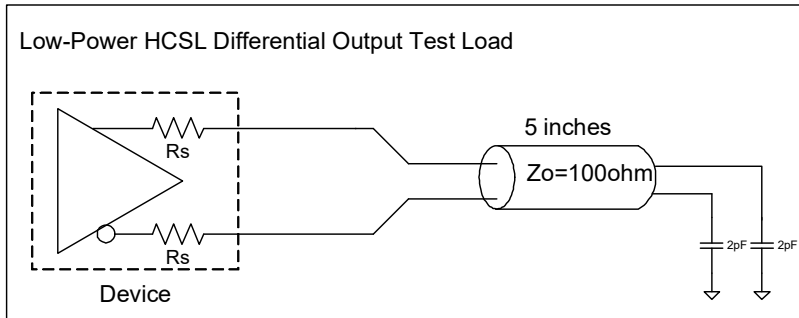 Low-Power HCSL Differential Output Test Load
5 inches
Rs
Zo=100ohm
Rs
2pF
2pF
Device